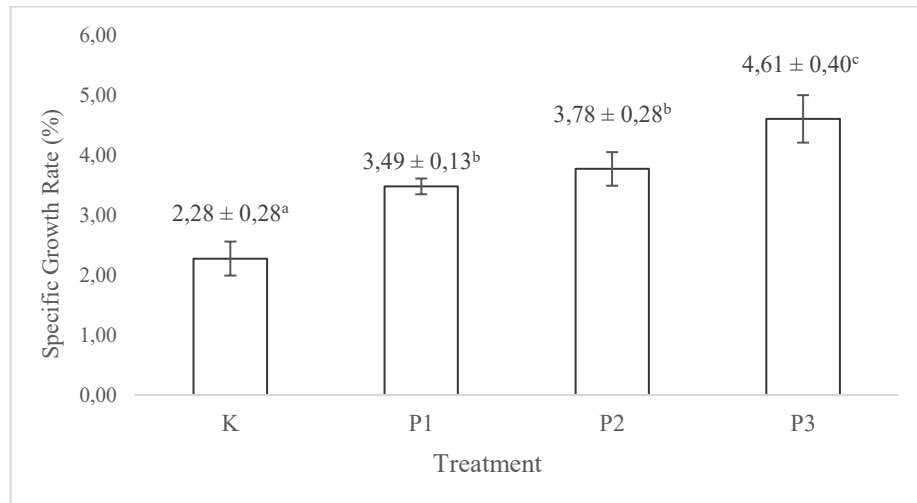 6,00
5,00
4,00
3,00
2,00
1,00
0,00
Specific Growth Rate (%)
2,28 ± 0,28ᵃ
3,49 ± 0,13ᵇ
3,78 ± 0,28ᵇ
4,61 ± 0,40ᶜ
K P1 P2 P3
Treatment